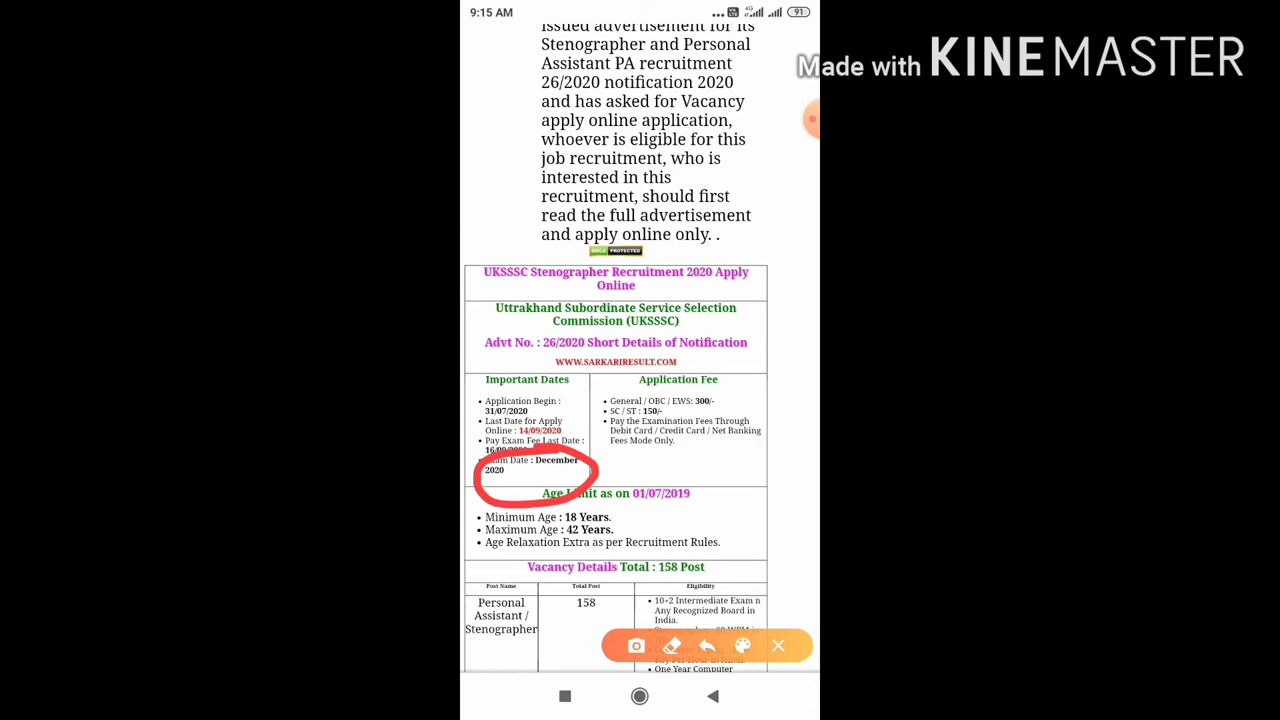 9:15 AM
4G
91
Made with KINEMASTER
issued advertisement for its
Stenographer and Personal
Assistant PA recruitment
26/2020 notification 2020
and has asked for Vacancy
apply online application,
whoever is eligible for this
job recruitment, who is
interested in this
recruitment, should first
read the full advertisement
and apply online only. .
DMCA PROTECTED
UKSSSC Stenographer Recruitment 2020 Apply
Online
Uttrakhand Subordinate Service Selection
Commission (UKSSSC)
Advt No. : 26/2020 Short Details of Notification
WWW.SARKARIRESULT.COM
Important Dates
Application Begin :
31/07/2020
Last Date for Apply
Online : 14/09/2020
Pay Exam Fee Last Date :
16/09/2020
Exam Date : December
2020
Application Fee
General / OBC / EWS: 300/-
SC / ST : 150/-
Pay the Examination Fees Through
Debit Card / Credit Card / Net Banking
Fees Mode Only.
Age Limit as on 01/07/2019
Minimum Age : 18 Years.
Maximum Age : 42 Years.
Age Relaxation Extra as per Recruitment Rules.
Vacancy Details Total : 158 Post
Post Name
Total Post
Eligibility
Personal
Assistant /
Stenographer
158
10+2 Intermediate Exam n
Any Recognized Board in
India.
One Year Computer